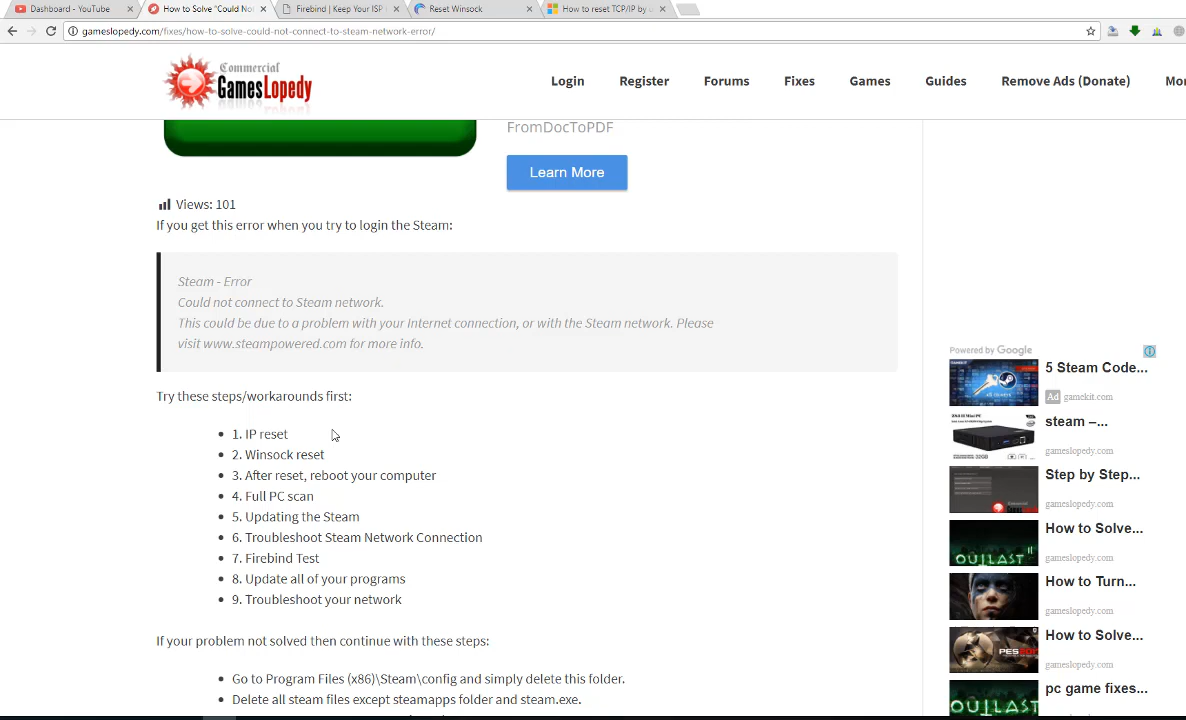 Dashboard - YouTube
How to Solve "Could No
Firebind | Keep Your ISP
Reset Winsock
How to reset TCP/IP by u
gameslopedy.com/fixes/how-to-solve-could-not-connect-to-steam-network-error/
Commercial
GamesLopedy
Login
Register
Forums
Fixes
Games
Guides
Remove Ads (Donate)
Mor
FromDocToPDF
Learn More
Views: 101
If you get this error when you try to login the Steam:
Steam - Error
Could not connect to Steam network.
This could be due to a problem with your Internet connection, or with the Steam network. Please
visit www.steampowered.com for more info.
Try these steps/workarounds first:
1. IP reset
2. Winsock reset
3. After reset, reboot your computer
4. Full PC scan
5. Updating the Steam
6. Troubleshoot Steam Network Connection
7. Firebind Test
8. Update all of your programs
9. Troubleshoot your network
If your problem not solved then continue with these steps:
Go to Program Files (x86)\Steam\config and simply delete this folder.
Delete all steam files except steamapps folder and steam.exe.
Powered by Google
5 Steam Code...
Ad gamekit.com
steam –...
gameslopedy.com
Step by Step...
gameslopedy.com
How to Solve...
gameslopedy.com
OUTLAST
How to Turn...
gameslopedy.com
How to Solve...
gameslopedy.com
PES201
pc game fixes...
OUTLAST